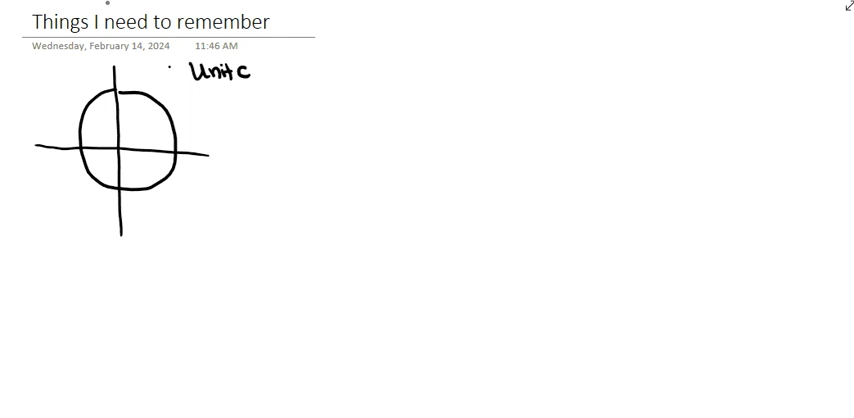 Things I need to remember
Wednesday, February 14, 2024 11:46 AM
Unit C